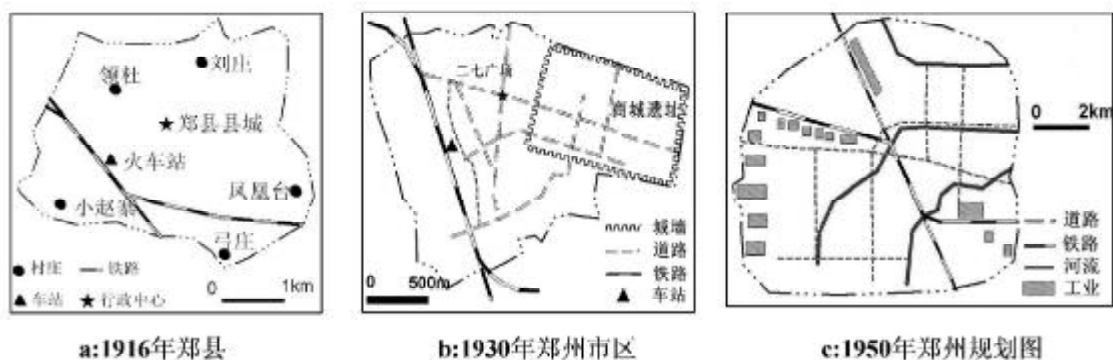 刘庄
领杜
郑县县城
火车站
凤凰台
小赵寨
弓庄
村庄
铁路
车站
行政中心
0
1km
a:1916年郑县
二七广场
商城遗址
城墙
道路
铁路
车站
0
500m
b:1930年郑州市区
0
2km
道路
铁路
河流
工业
c:1950年郑州规划图